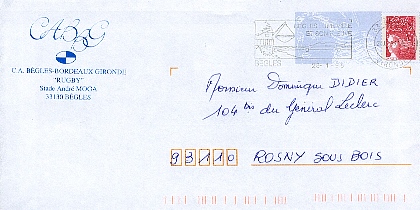 CABBG
C.A. BÈGLES-BORDEAUX GIRONDE
"RUGBY"
Stade André MOGA
33130 BÈGLES
BEGLES
Monsieur Dominique DIDIER
104 bis du Général Leclerc
93110 ROSNY SOUS BOIS